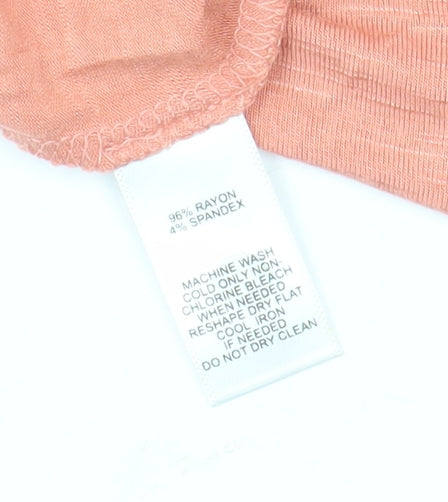 96% RAYON
4% SPANDEX
MACHINE WASH
COLD ONLY NON-
CHLORINE BLEACH
WHEN NEEDED
RESHAPE DRY FLAT
COOL IRON
IF NEEDED
DO NOT DRY CLEAN